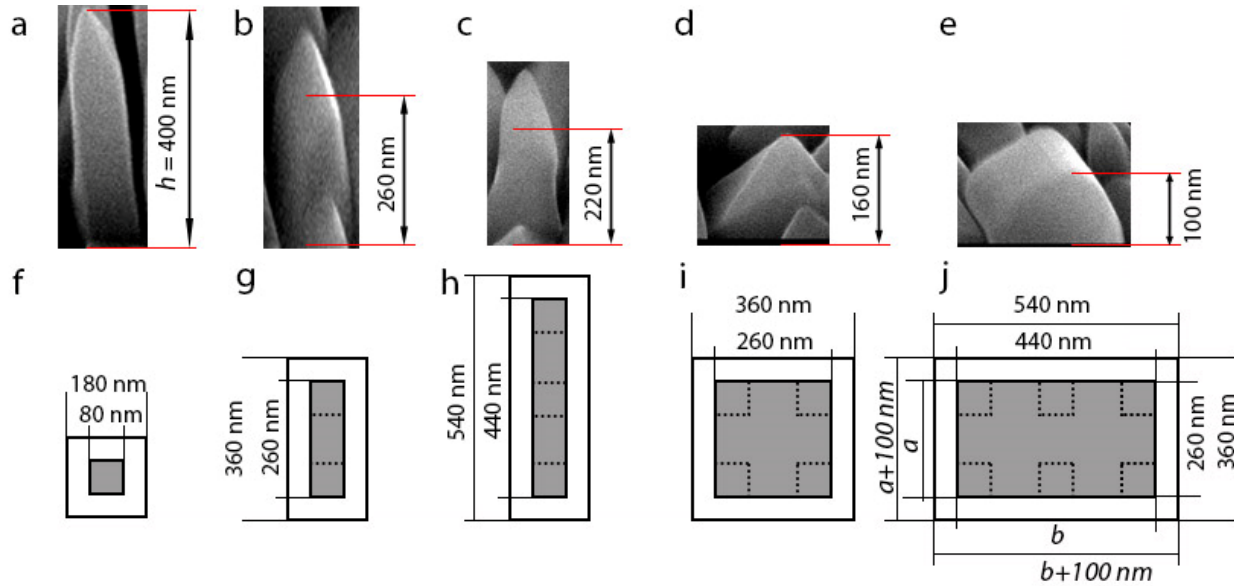 a
b
c
d
e
h = 400 nm
260 nm
220 nm
160 nm
100 nm
f
g
h
i
j
180 nm
80 nm
360 nm
260 nm
540 nm
440 nm
360 nm
260 nm
540 nm
440 nm
a+100 nm
a
260 nm
360 nm
b
b+100 nm